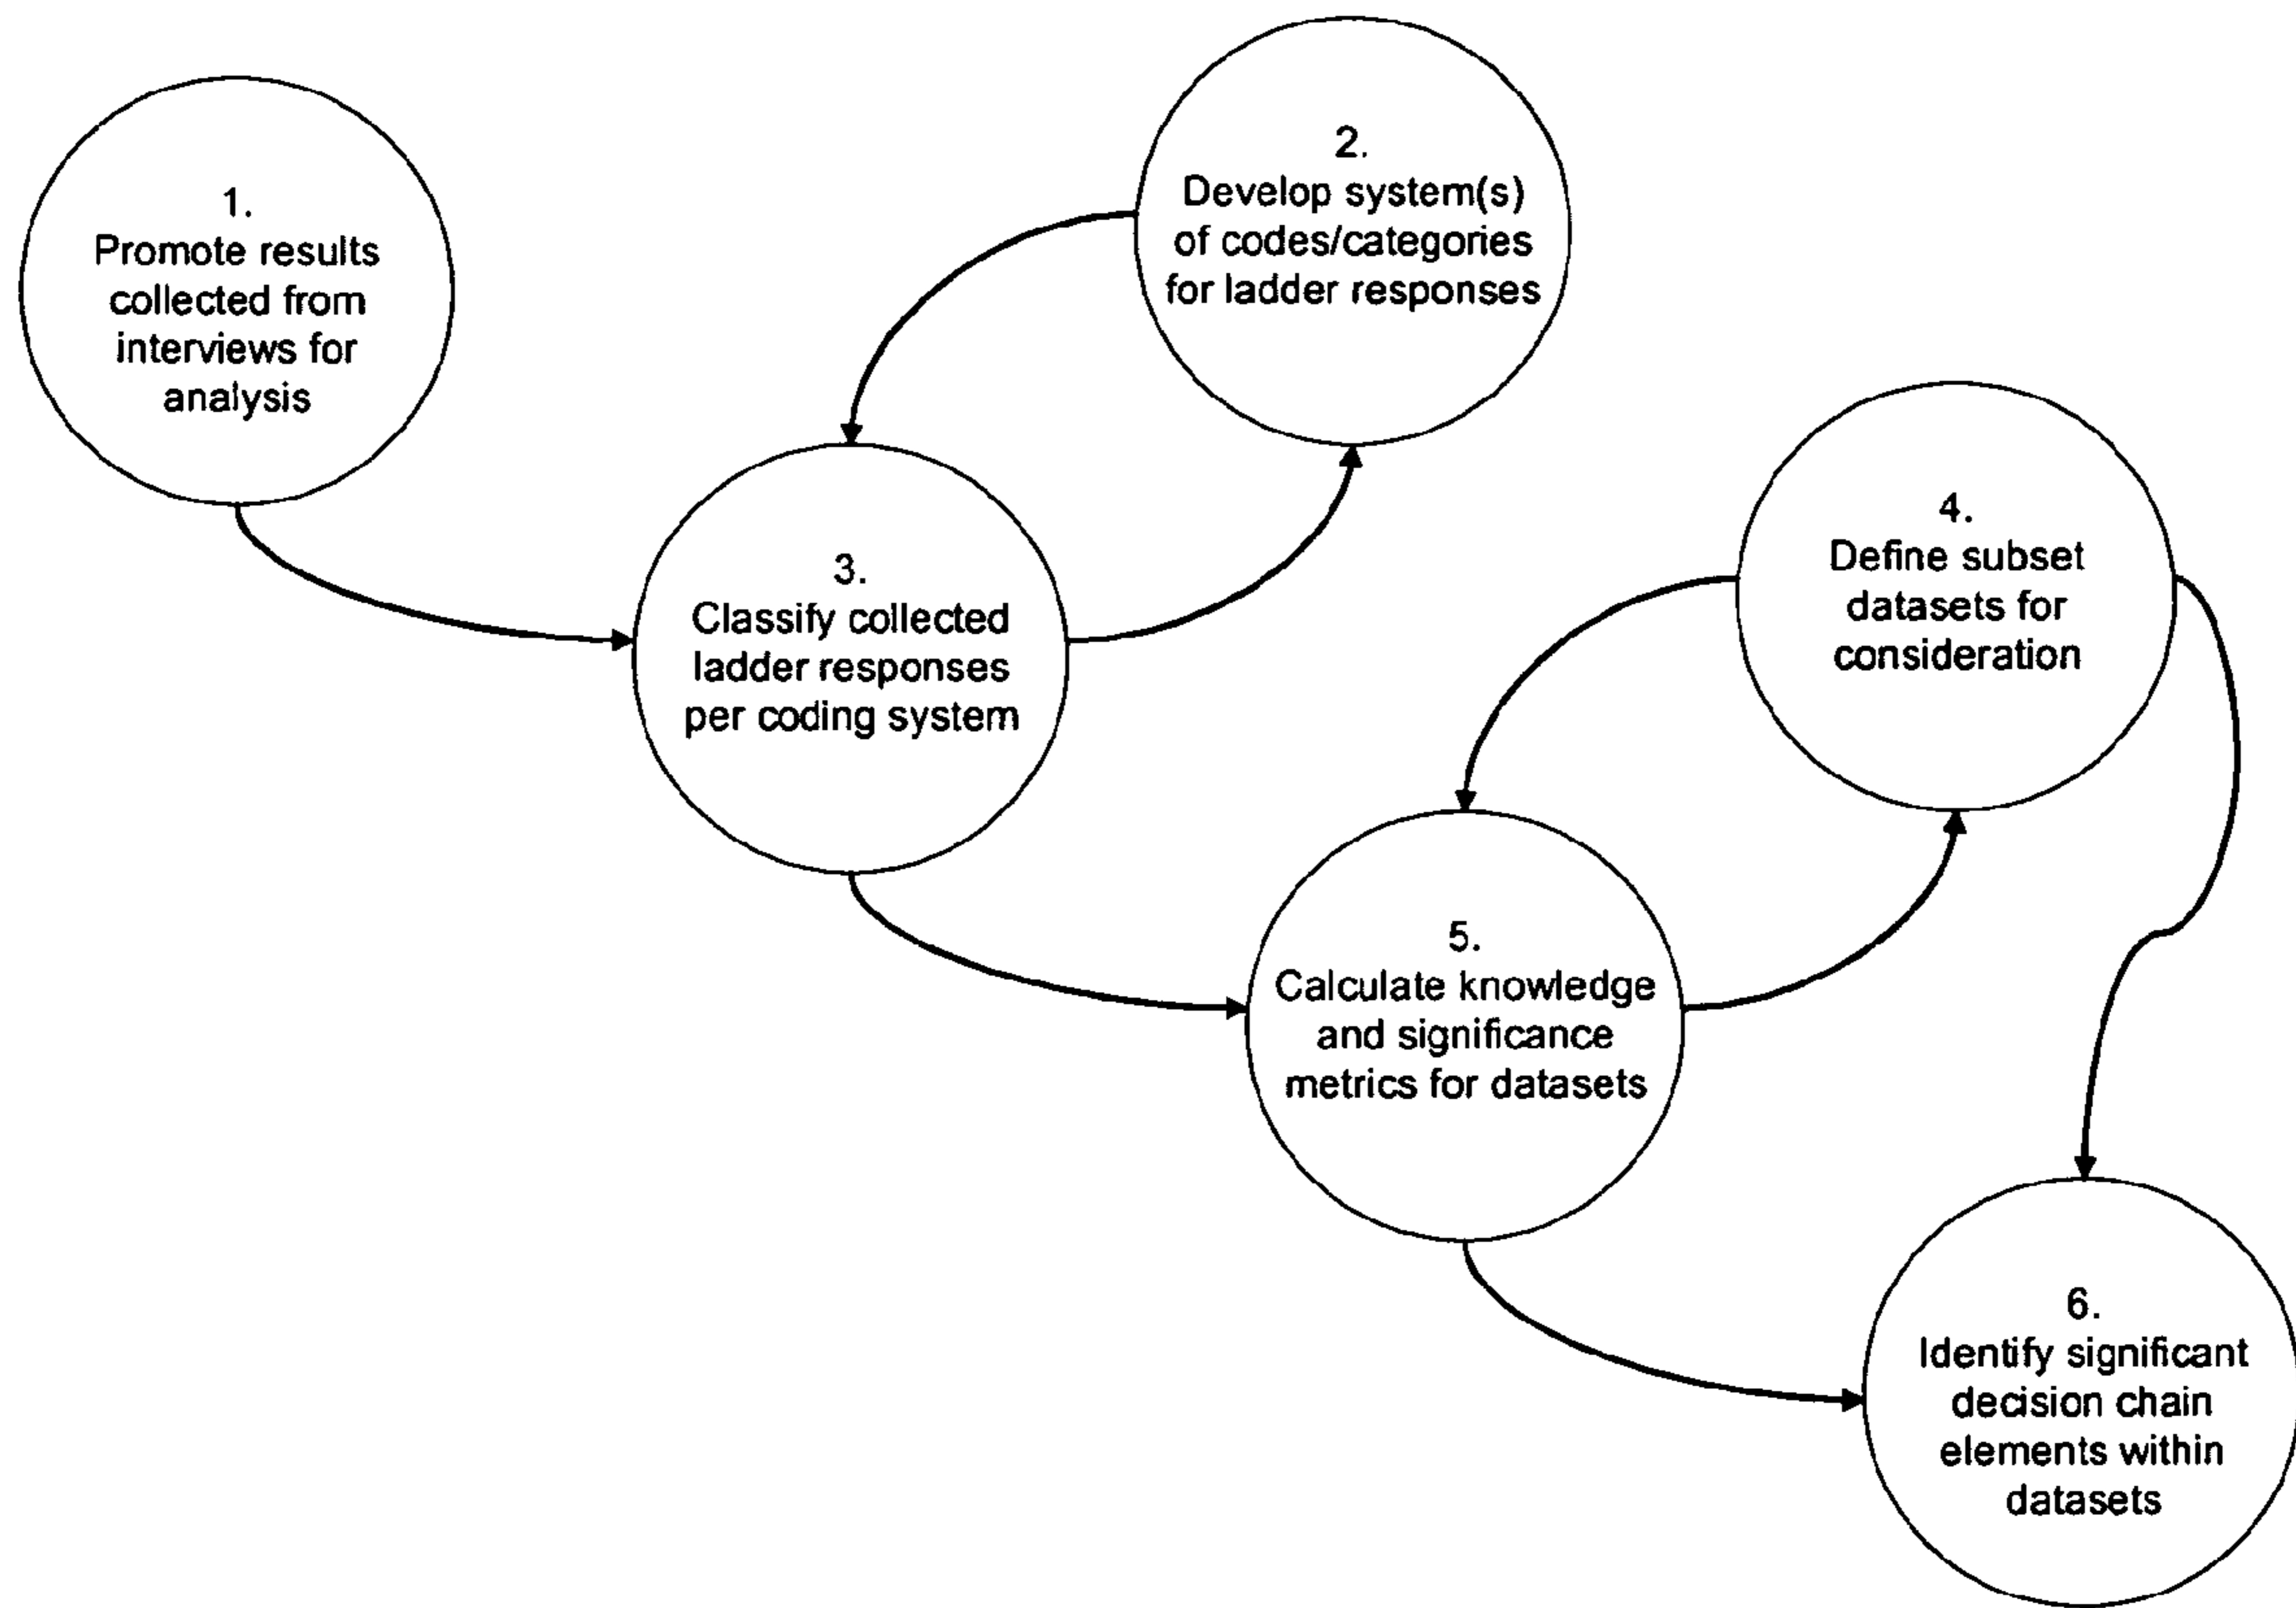 1.
Promote results
collected from
interviews for
analysis
2.
Develop system(s)
of codes/categories
for ladder responses
3.
Classify collected
ladder responses
per coding system
4.
Define subset
datasets for
consideration
5.
Calculate knowledge
and significance
metrics for datasets
6.
Identify significant
decision chain
elements within
datasets